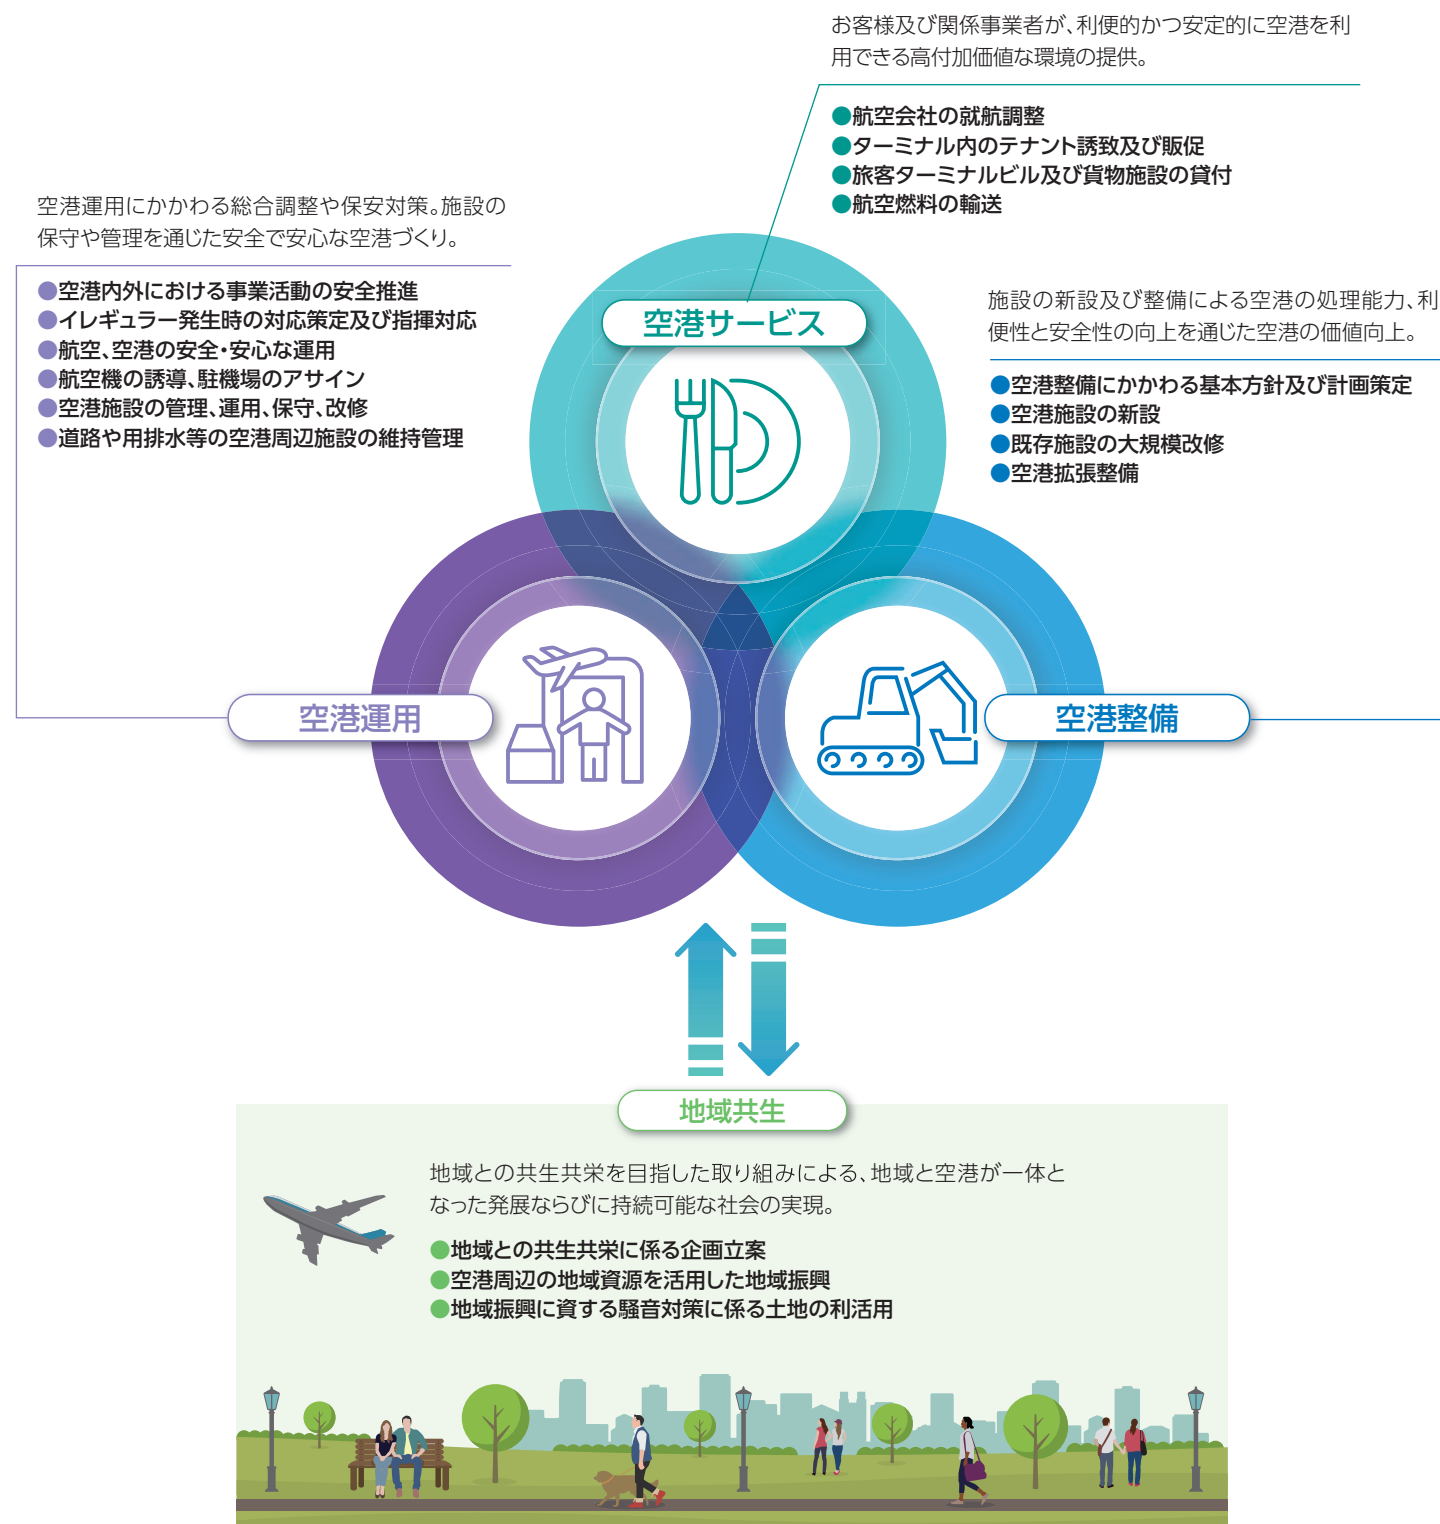 お客様及び関係事業者が、利便的かつ安定的に空港を利
用できる高付加価値な環境の提供。
●航空会社の就航調整
●ターミナル内のテナント誘致及び販促
●旅客ターミナルビル及び貨物施設の貸付
●航空燃料の輸送
空港運用にかかわる総合調整や保安対策。施設の
保守や管理を通じた安全で安心な空港づくり。
●空港内外における事業活動の安全推進
●イレギュラー発生時の対応策定及び指揮対応
●航空、空港の安全・安心な運用
●航空機の誘導、駐機場のアサイン
●空港施設の管理、運用、保守、改修
●道路や用排水等の空港周辺施設の維持管理
施設の新設及び整備による空港の処理能力、利
便性と安全性の向上を通じた空港の価値向上。
●空港整備にかかわる基本方針及び計画策定
●空港施設の新設
●既存施設の大規模改修
●空港拡張整備
空港サービス
空港運用
空港整備
地域共生
地域との共生共栄を目指した取り組みによる、地域と空港が一体と
なった発展ならびに持続可能な社会の実現。
●地域との共生共栄に係る企画立案
●空港周辺の地域資源を活用した地域振興
●地域振興に資する騒音対策に係る土地の利活用